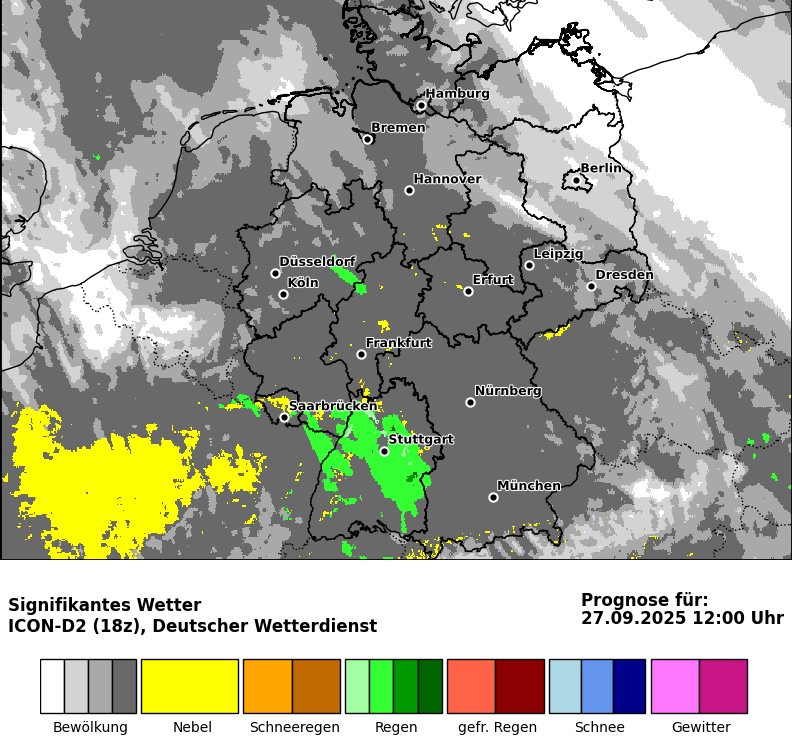 Hamburg
Bremen
Berlin
Hannover
Leipzig
Düsseldorf
Dresden
Köln
Erfurt
Frankfurt
Nürnberg
Saarbrücken
Stuttgart
München
Signifikantes Wetter
ICON-D2 (18z), Deutscher Wetterdienst
Prognose für:
27.09.2025 12:00 Uhr
Bewölkung
Nebel
Schneeregen
Regen
gefr. Regen
Schnee
Gewitter